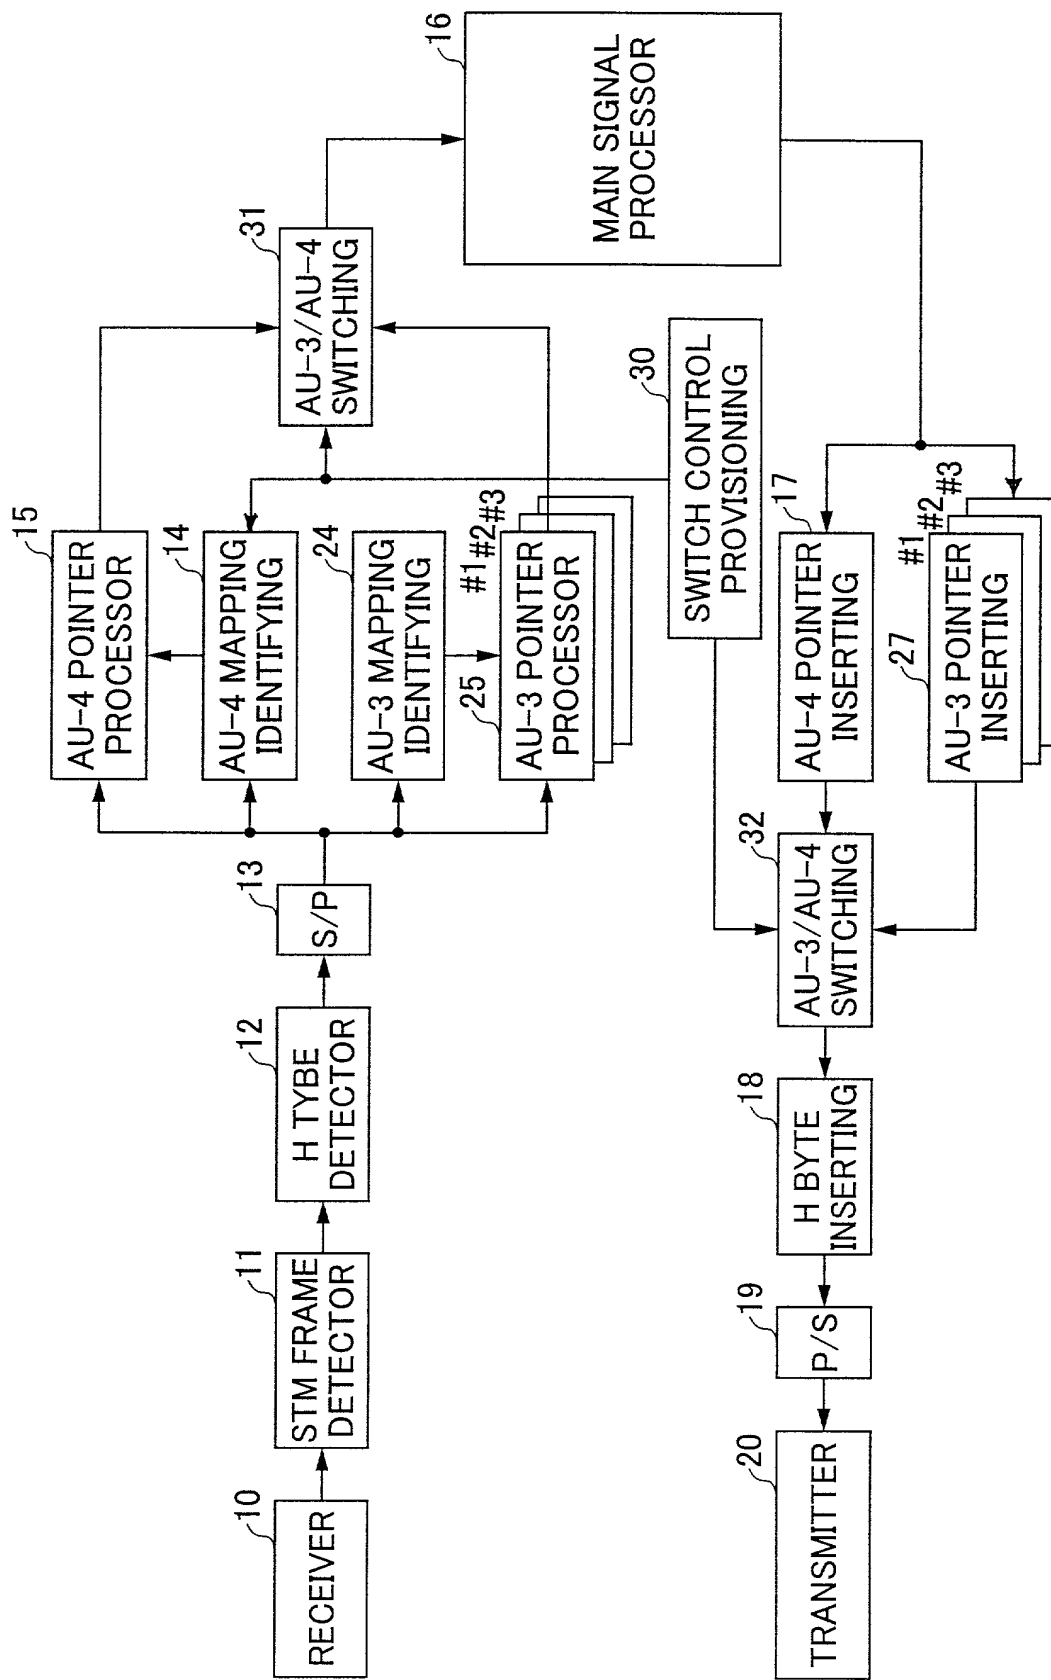 10
RECEIVER
11
STM FRAME
DETECTOR
12
H TYBE
DETECTOR
13
S/P
15
AU-4 POINTER
PROCESSOR
14
AU-4 MAPPING
IDENTIFYING
24
AU-3 MAPPING
IDENTIFYING
25
#1
#2
#3
AU-3 POINTER
PROCESSOR
31
AU-3/AU-4
SWITCHING
16
MAIN SIGNAL
PROCESSOR
30
SWITCH CONTROL
PROVISIONING
17
AU-4 POINTER
INSERTING
27
#1
#2
#3
AU-3 POINTER
INSERTING
32
AU-3/AU-4
SWITCHING
18
H BYTE
INSERTING
19
P/S
20
TRANSMITTER